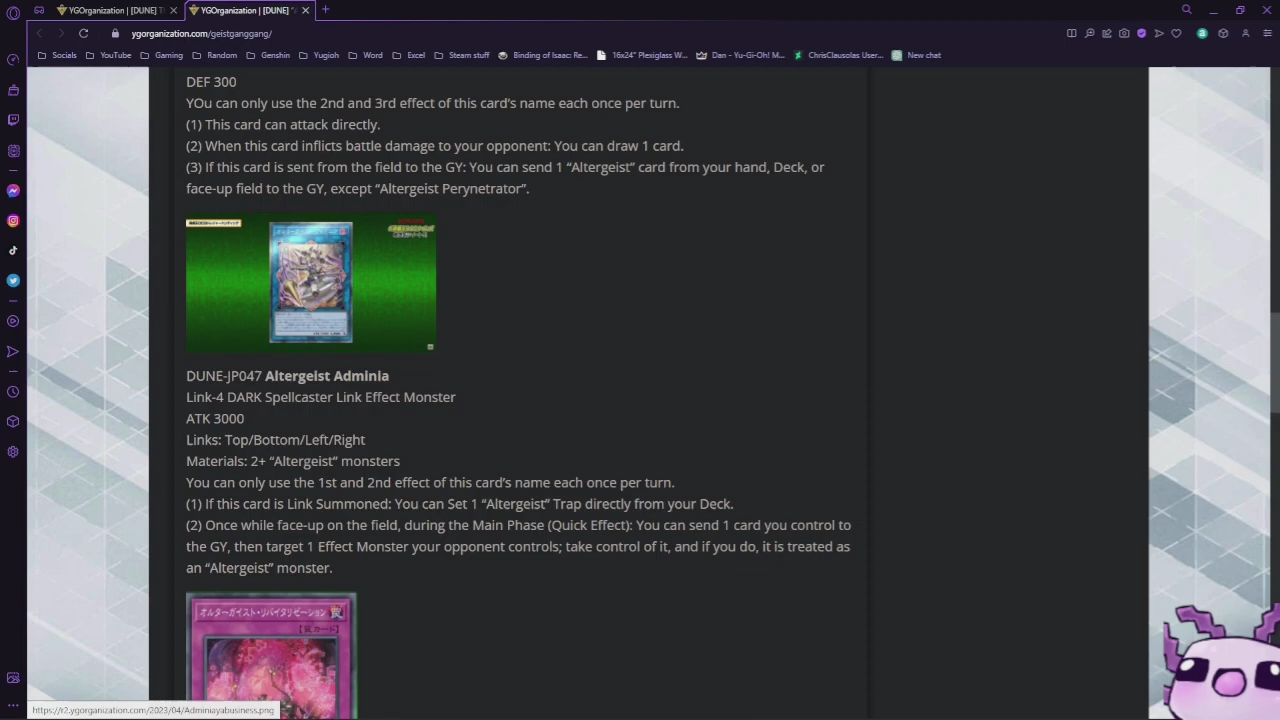 YGOrganization | [DUNE] T
YGOrganization | [DUNE] "A
ygorganization.com/geistganggang/
Socials
YouTube
Gaming
Random
Genshin
Yugioh
Word
Excel
Steam stuff
Binding of Isaac: Re...
16x24" Plexiglass W...
Dan - Yu-Gi-Oh! M...
ChrisClausolas User...
New chat
DEF 300
YOu can only use the 2nd and 3rd effect of this card's name each once per turn.
(1) This card can attack directly.
(2) When this card inflicts battle damage to your opponent: You can draw 1 card.
(3) If this card is sent from the field to the GY: You can send 1 “Altergeist” card from your hand, Deck, or
face-up field to the GY, except “Altergeist Perynetrator”.
DUNE-JP047 Altergeist Adminia
Link-4 DARK Spellcaster Link Effect Monster
ATK 3000
Links: Top/Bottom/Left/Right
Materials: 2+ “Altergeist” monsters
You can only use the 1st and 2nd effect of this card's name each once per turn.
(1) If this card is Link Summoned: You can Set 1 “Altergeist” Trap directly from your Deck.
(2) Once while face-up on the field, during the Main Phase (Quick Effect): You can send 1 card you control to
the GY, then target 1 Effect Monster your opponent controls; take control of it, and if you do, it is treated as
an “Altergeist” monster.
オルターガイスト・リバイタリゼーション 罠
【罠カード】
https://r2.ygorganization.com/2023/04/Adminiayabusiness.png